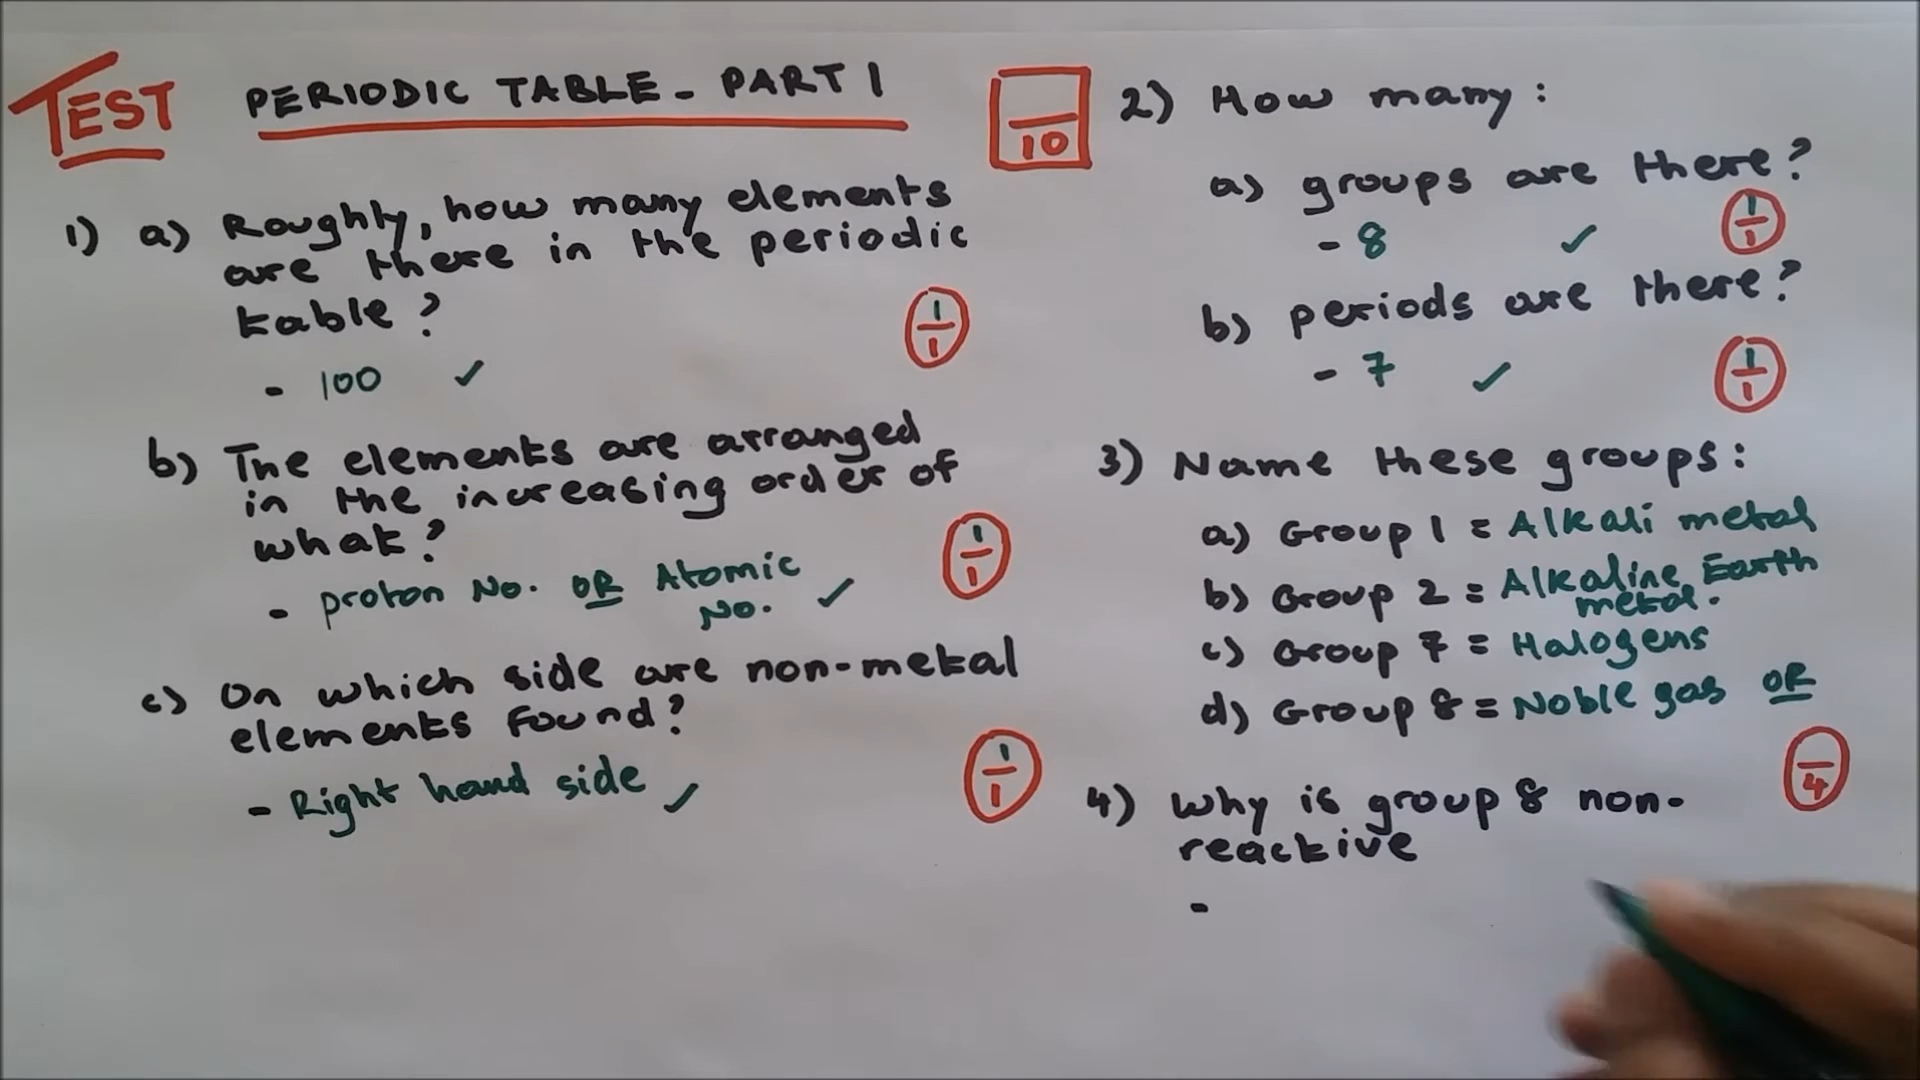 TEST PERIODIC TABLE - PART 1
10
1) a) Roughly, how many elements
are there in the periodic
table?
1/1
- 100 ✓
b) The elements are arranged
in the increasing order of
what?
1/1
- proton No. OR Atomic
No. ✓
c) On which side are non-metal
elements found?
1/1
- Right hand side ✓
2) How many:
a) groups are there?
- 8 ✓ 1/1
b) periods are there?
- 7 ✓ 1/1
3) Name these groups:
a) Group 1 = Alkali metal
b) Group 2 = Alkaline Earth
metal.
c) Group 7 = Halogens
d) Group 8 = Noble gas OR
4
4) Why is group 8 non-
reactive
-